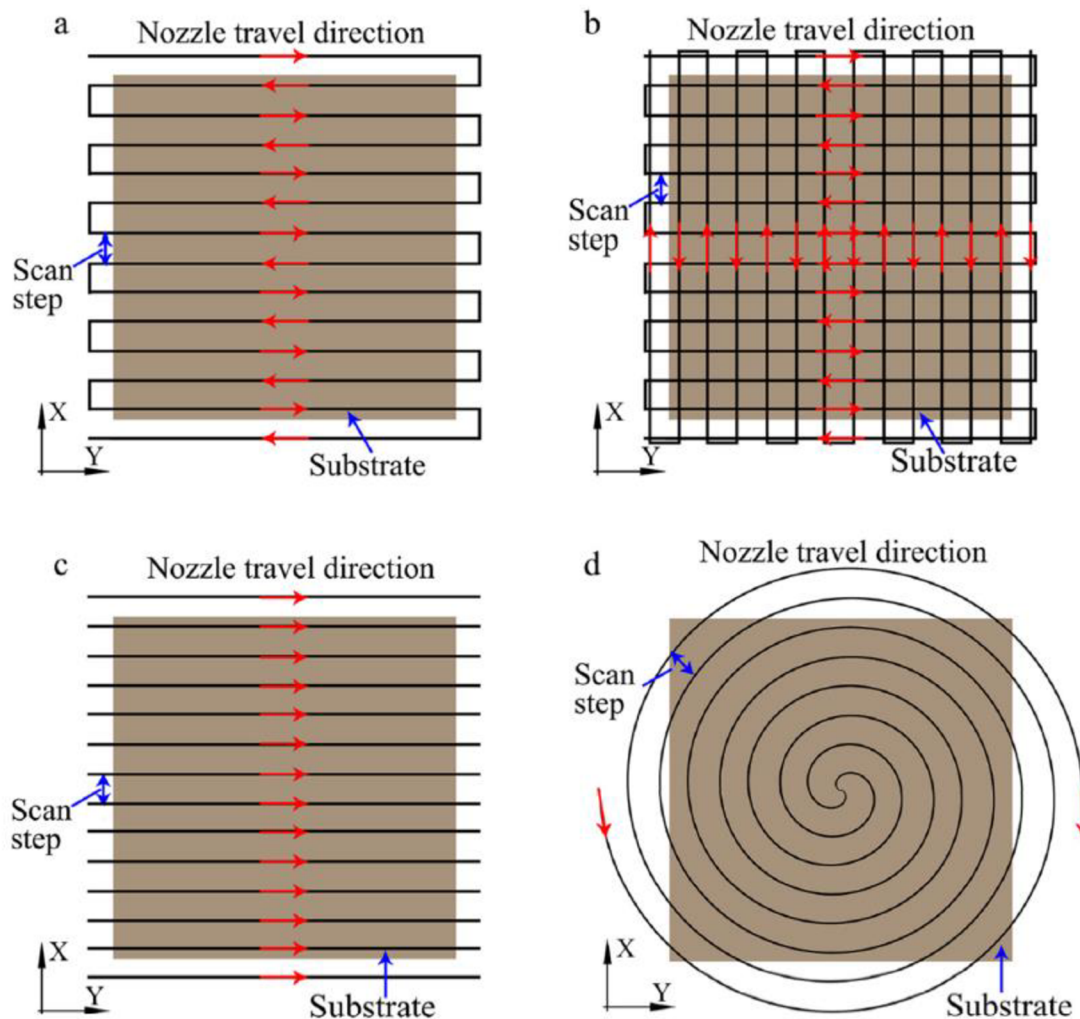 a
Nozzle travel direction
Scan
step
X
Y
Substrate
b
Nozzle travel direction
Scan
step
X
Y
Substrate
c
Nozzle travel direction
Scan
step
X
Y
Substrate
d
Nozzle travel direction
Scan
step
X
Y
Substrate